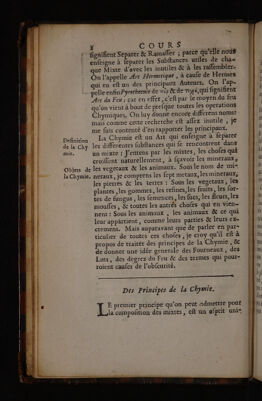 2 COURS
signifient Separer & Ramasser ; parce qu'elle nous
enseigne à separer les Substances utiles de cha-
que Mixte d'avec les inutiles & à les rassembler.
On l'appelle Art Hermetique, à cause de Hermes
qui en est un des principaux Auteurs. On l'ap-
pelle enfin Pyrothenie de & de qui signifient
Art du Feu ; car en effet, c'est par le moyen du feu
qu'on vient à bout de presque toutes les operations
Chymiques. On luy donne encore differens noms
mais comme cette recherche est assez inutile, je
me suis contenté d'en rapporter les principaux.
Definition de la Chymie.
La Chymie est un Art qui enseigne à separer
les differentes substances qui se rencontrent dans
un mixte : J'entens par les mixtes, les choses qui
croissent naturellement, à sçavoir les mineraux,
Objets de la Chymie.
les vegetaux & les animaux. Sous le nom de mi-
neraux, je comprens les sept metaux, les mineraux,
les pierres & les terres : Sous les vegetaux, les
plantes, les gommes, les resines, les fruits, les sor-
tes de fungus, les semences, les sucs, les fleurs, les
mousses, & toutes les autres choses qui en vien-
nent : Sous les animaux, les animaux & ce qui
leur appartient, comme leurs parties & leurs ex-
cremens. Mais auparavant que de parler en par-
ticulier de toutes ces choses, je croy qu'il est à
propos de traiter des principes de la Chymie, &
de donner une idée generale des Fourneaux, des
Luts, des degrez du Feu & des termes qui pour-
roient causer de l'obscurité.
Des Principes de la Chymie.
LE premier principe qu'on peut admettre pour
la composition des mixtes, est un esprit uni-